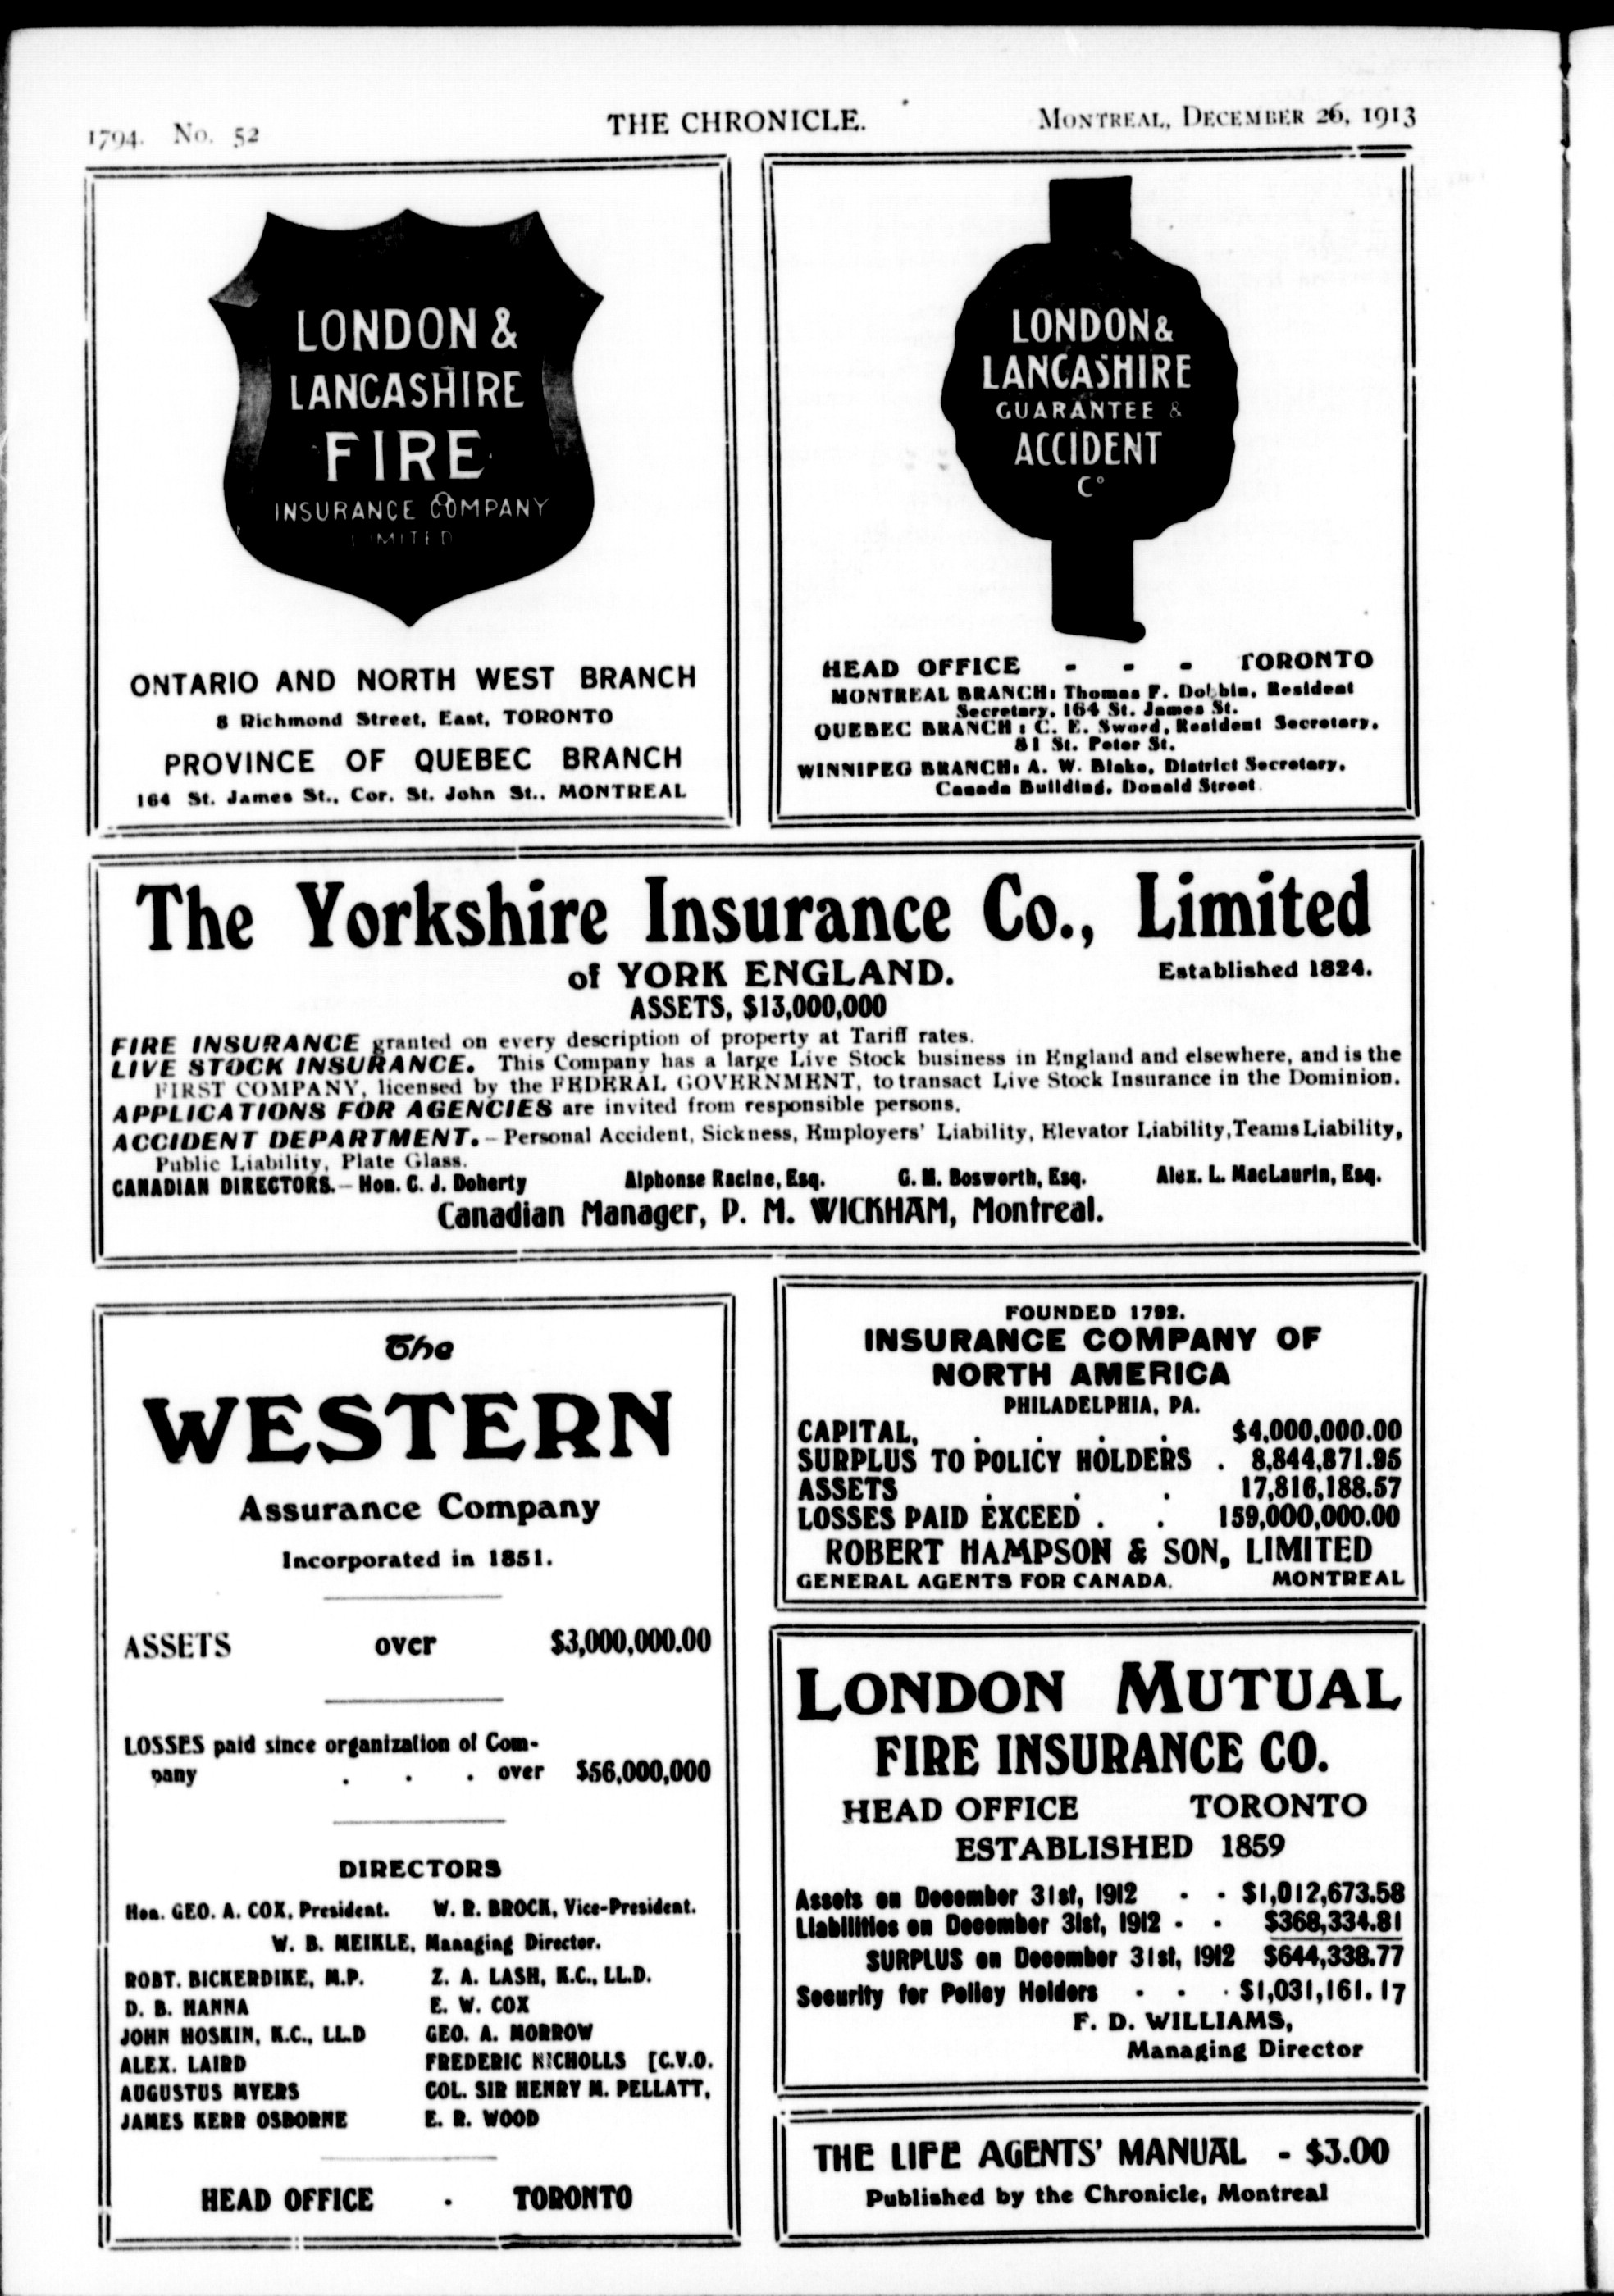 1794. No. 52
THE CHRONICLE.
MONTREAL, DECEMBER 26, 1913
LONDON &
LANCASHIRE
FIRE
INSURANCE COMPANY
LIMITED
ONTARIO AND NORTH WEST BRANCH
8 Richmond Street, East, TORONTO
PROVINCE OF QUEBEC BRANCH
164 St. James St., Cor. St. John St., MONTREAL
LONDON &
LANCASHIRE
GUARANTEE &
ACCIDENT
Co
HEAD OFFICE - - - TORONTO
MONTREAL BRANCH: Thomas F. Dobbin, Resident
Secretary, 164 St. James St.
QUEBEC BRANCH: C. E. Sword, Resident Secretary,
81 St. Peter St.
WINNIPEG BRANCH: A. W. Blake, District Secretary,
Canada Building, Donald Street.
The Yorkshire Insurance Co., Limited
of YORK ENGLAND.
Established 1824.
ASSETS, $13,000,000
FIRE INSURANCE granted on every description of property at Tariff rates.
LIVE STOCK INSURANCE. This Company has a large Live Stock business in England and elsewhere, and is the
FIRST COMPANY, licensed by the FEDERAL GOVERNMENT, to transact Live Stock Insurance in the Dominion.
APPLICATIONS FOR AGENCIES are invited from responsible persons.
ACCIDENT DEPARTMENT.—Personal Accident, Sickness, Employers' Liability, Elevator Liability, Teams Liability,
Public Liability, Plate Glass.
CANADIAN DIRECTORS.—Hon. C. J. Doherty Alphonse Racine, Esq. G. M. Bosworth, Esq. Alex. L. MacLaurin, Esq.
Canadian Manager, P. M. WICKHAM, Montreal.
The
WESTERN
Assurance Company
Incorporated in 1851.
ASSETS over $3,000,000.00
LOSSES paid since organization of Com-
pany . . . over $56,000,000
DIRECTORS
Hon. GEO. A. COX, President. W. R. BROCK, Vice-President.
W. B. MEIKLE, Managing Director.
ROBT. BICKERDIKE, M.P. Z. A. LASH, K.C., LL.D.
D. B. HANNA E. W. COX
JOHN HOSKIN, K.C., LL.D GEO. A. MORROW
ALEX. LAIRD FREDERIC NICHOLLS [C.V.O.
AUGUSTUS MYERS COL. SIR HENRY M. PELLATT,
JAMES KERR OSBORNE E. R. WOOD
HEAD OFFICE . TORONTO
FOUNDED 1792.
INSURANCE COMPANY OF
NORTH AMERICA
PHILADELPHIA, PA.
CAPITAL, . . . . $4,000,000.00
SURPLUS TO POLICY HOLDERS . 8,844,871.95
ASSETS . . . 17,816,188.57
LOSSES PAID EXCEED . . 159,000,000.00
ROBERT HAMPSON & SON, LIMITED
GENERAL AGENTS FOR CANADA. MONTREAL
LONDON MUTUAL
FIRE INSURANCE CO.
HEAD OFFICE TORONTO
ESTABLISHED 1859
Assets on December 31st, 1912 - - $1,012,673.58
Liabilities on December 31st, 1912 - - $368,334.81
SURPLUS on December 31st, 1912 $644,338.77
Security for Policy Holders - - - $1,031,161.17
F. D. WILLIAMS,
Managing Director
THE LIFE AGENTS' MANUAL - $3.00
Published by the Chronicle, Montreal